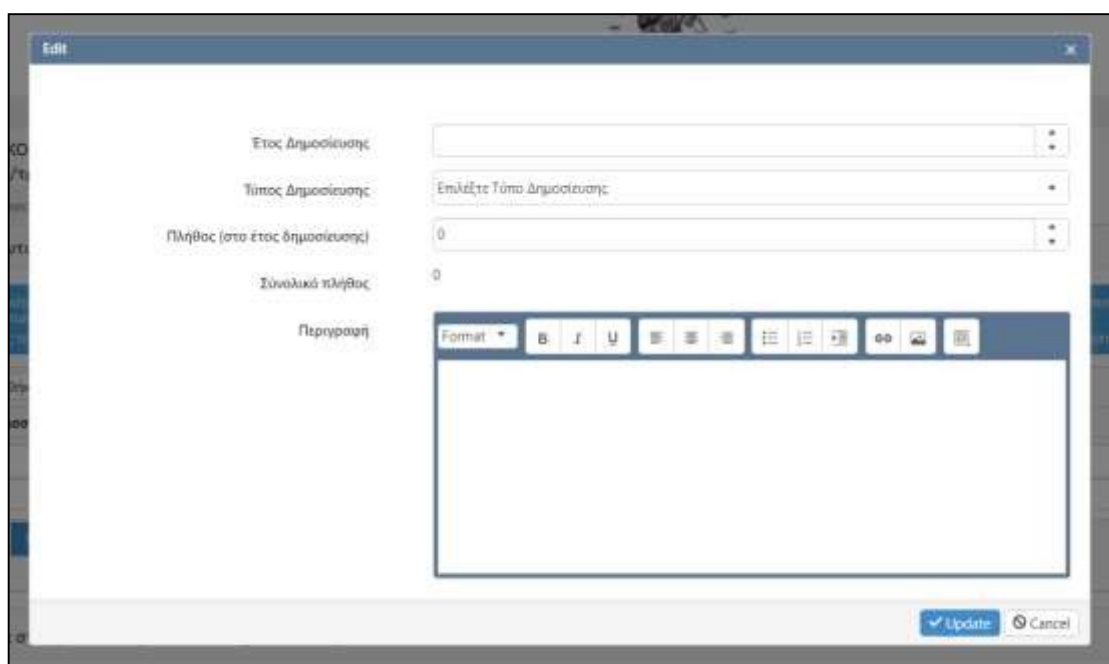 Edit
Έτος Δημοσίευσης
Τύπος Δημοσίευσης Επιλέξτε Τύπο Δημοσίευσης
Πλήθος (στο έτος δημοσίευσης) 0
Σύνολικό πλήθος 0
Περιγραφή Format B I U
Update Cancel